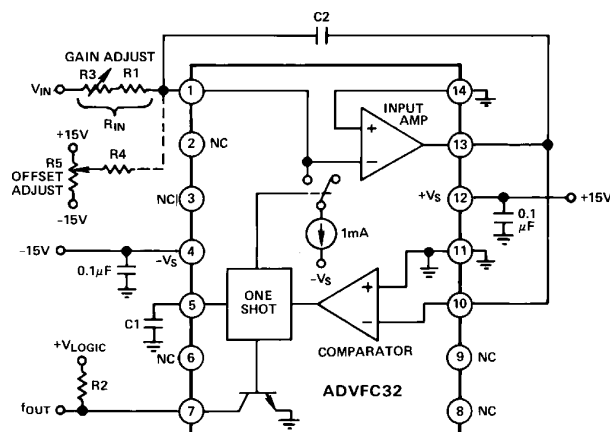 C2
GAIN ADJUST
R3 R1
VIN
RIN
1
14
INPUT
AMP
+
−
13
+15V
2 NC
R5
R4
OFFSET
ADJUST
−15V
3
NC
+VS
12
+15V
0.1
μF
1mA
−VS
−15V
4
−VS
0.1μF
11
+
−
10
ONE
SHOT
5
C1
COMPARATOR
NC 6
9 NC
+VLOGIC
R2
ADVFC32
fOUT
7
8 NC